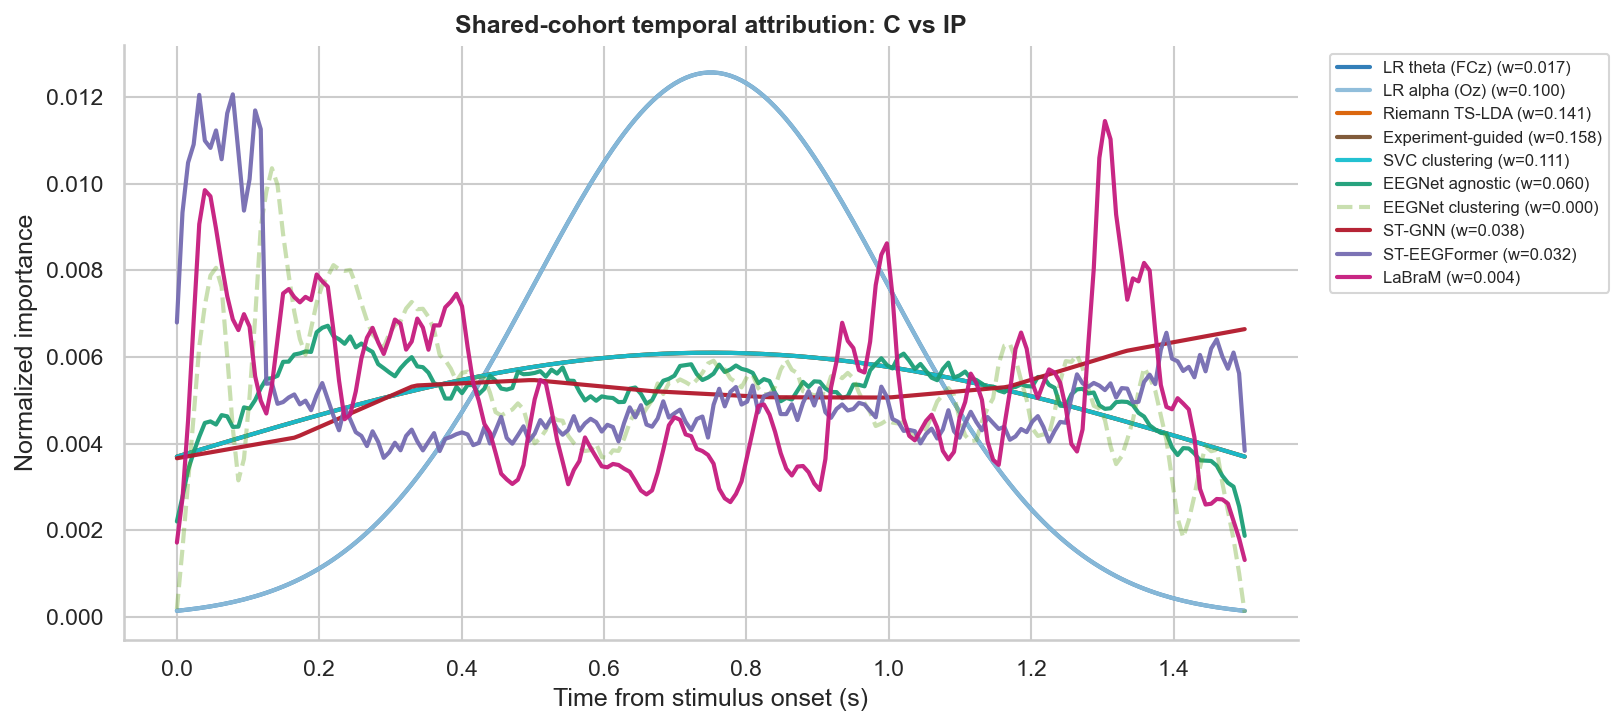 Shared-cohort temporal attribution: C vs IP
Normalized importance
0.012
0.010
0.008
0.006
0.004
0.002
0.000
0.0 0.2 0.4 0.6 0.8 1.0 1.2 1.4
Time from stimulus onset (s)
LR theta (FCz) (w=0.017)
LR alpha (Oz) (w=0.100)
Riemann TS-LDA (w=0.141)
Experiment-guided (w=0.158)
SVC clustering (w=0.111)
EEGNet agnostic (w=0.060)
EEGNet clustering (w=0.000)
ST-GNN (w=0.038)
ST-EEGFormer (w=0.032)
LaBraM (w=0.004)